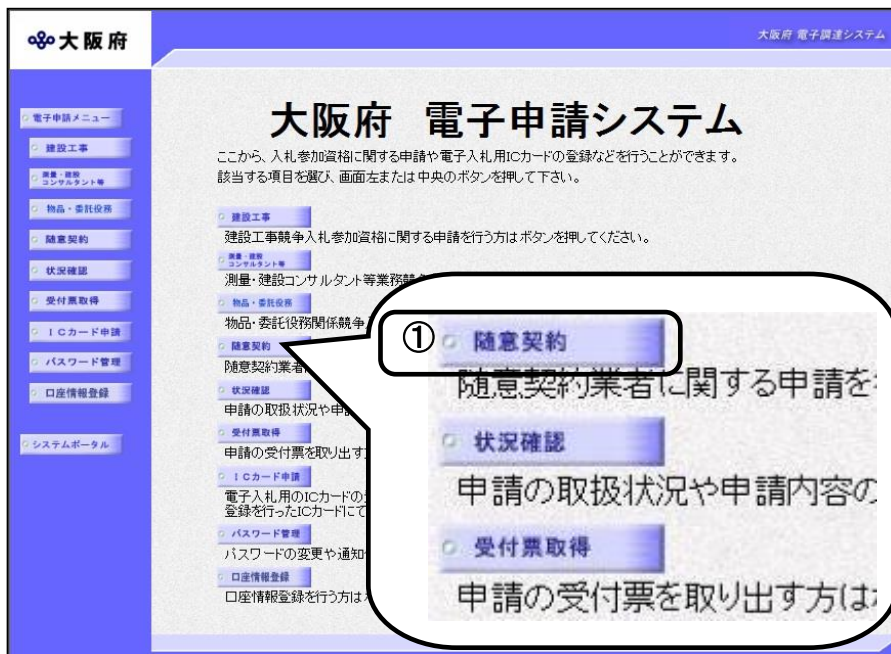 大阪府
大阪府 電子調達システム
電子申請メニュー
建設工事
測量・建設
コンサルタント等
物品・委託役務
随意契約
状況確認
受付票取得
ICカード申請
パスワード管理
口座情報登録
システムポータル
大阪府 電子申請システム
ここから、入札参加資格に関する申請や電子入札用ICカードの登録などを行うことができます。
該当する項目を選び、画面左または中央のボタンを押して下さい。
建設工事
建設工事競争入札参加資格に関する申請を行う方はボタンを押してください。
測量・建設
コンサルタント等
測量・建設コンサルタント等業務競
物品・委託役務
物品・委託役務関係競争
随意契約
随意契約業者
状況確認
申請の取扱状況や申
受付票取得
申請の受付票を取り出す
ICカード申請
電子入札用のICカードの
登録を行ったICカードにて
パスワード管理
パスワードの変更や通知
口座情報登録
口座情報登録を行う方は
① 随意契約
随意契約業者に関する申請を
状況確認
申請の取扱状況や申請内容の
受付票取得
申請の受付票を取り出す方は